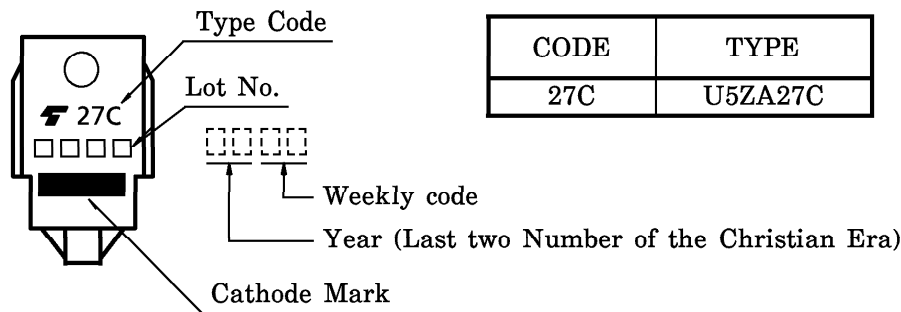 Type Code
Lot No.
27C
Weekly code
Year (Last two Number of the Christian Era)
Cathode Mark
CODE TYPE
27C U5ZA27C